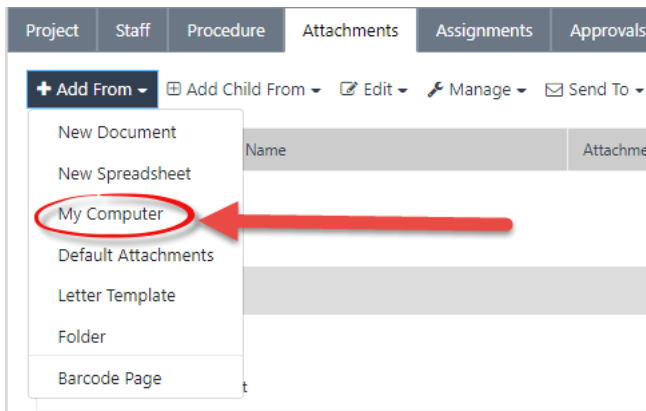 Project Staff Procedure Attachments Assignments Approvals
Add From Add Child From Edit Manage Send To
New Document
Name Attachme
New Spreadsheet
My Computer
Default Attachments
Letter Template
Folder
Barcode Page
t